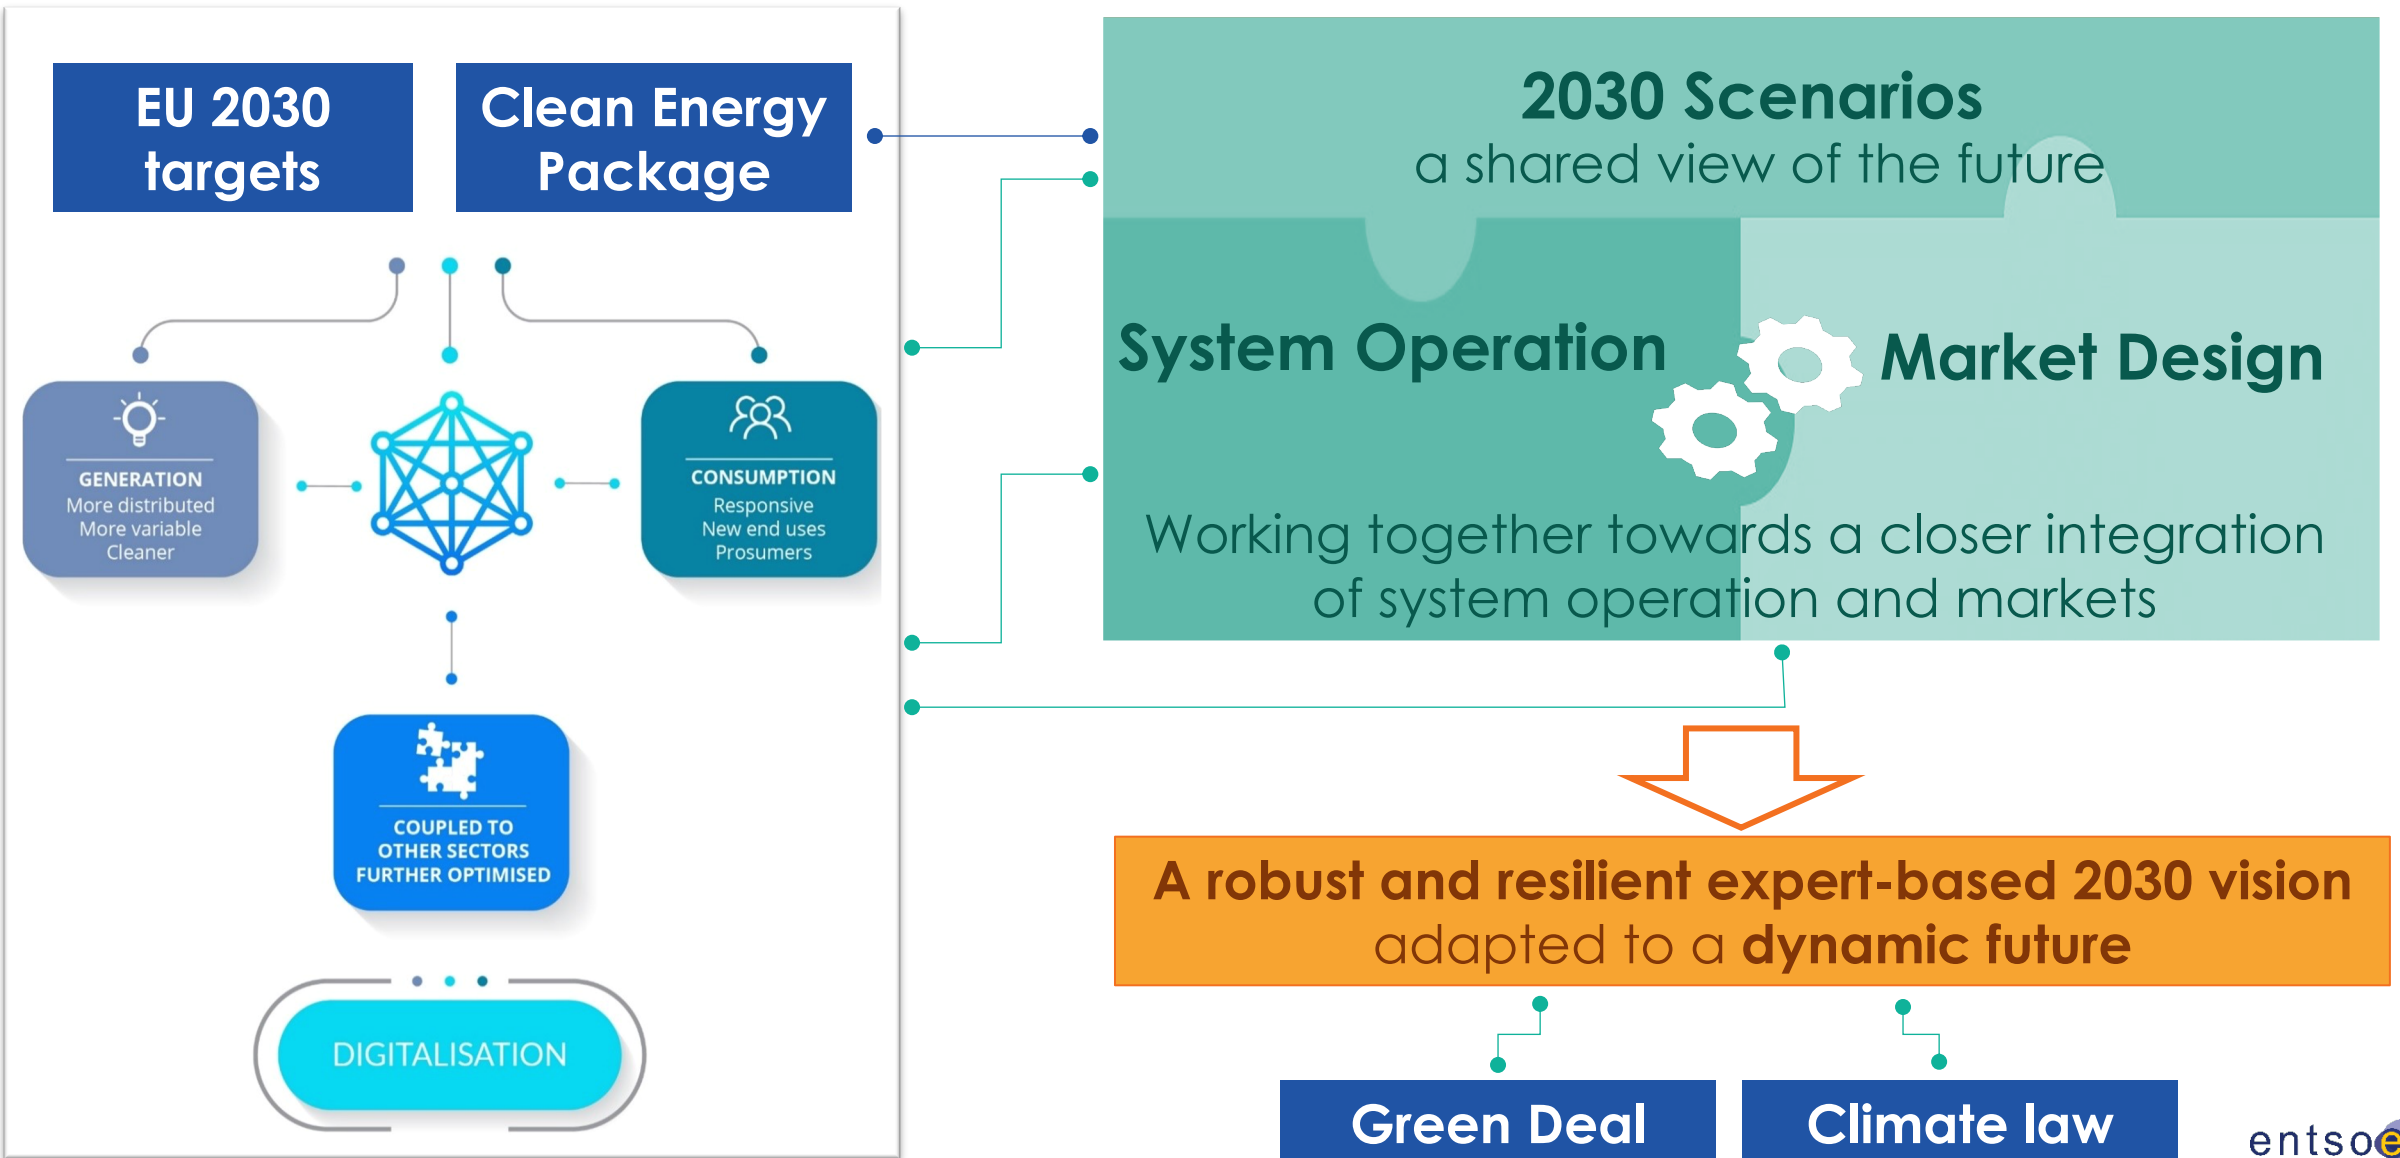 EU 2030
targets
Clean Energy
Package
GENERATION
More distributed
More variable
Cleaner
CONSUMPTION
Responsive
New end uses
Prosumers
COUPLED TO
OTHER SECTORS
FURTHER OPTIMISED
DIGITALISATION
2030 Scenarios
a shared view of the future
System Operation
Market Design
Working together towards a closer integration
of system operation and markets
A robust and resilient expert-based 2030 vision
adapted to a dynamic future
Green Deal
Climate law
entsoe